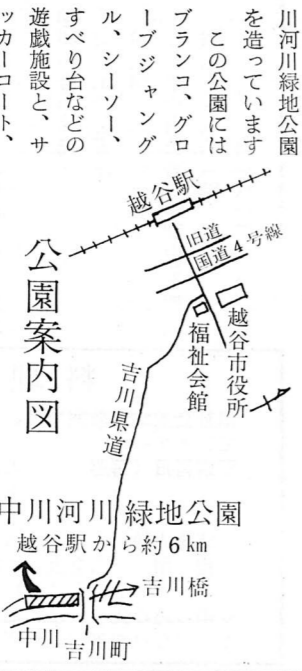 川河川緑地公園
を造っています
この公園には
ブランコ、グロ
ーブジャング
ル、シーソー、
すべり台などの
遊戯施設と、サ
ッカーコート、
公園案内図
越谷駅
旧道
国道4号線
越谷市役所
福祉会館
吉川県道
中川河川緑地公園
越谷駅から約6km
吉川橋
中川
吉川町